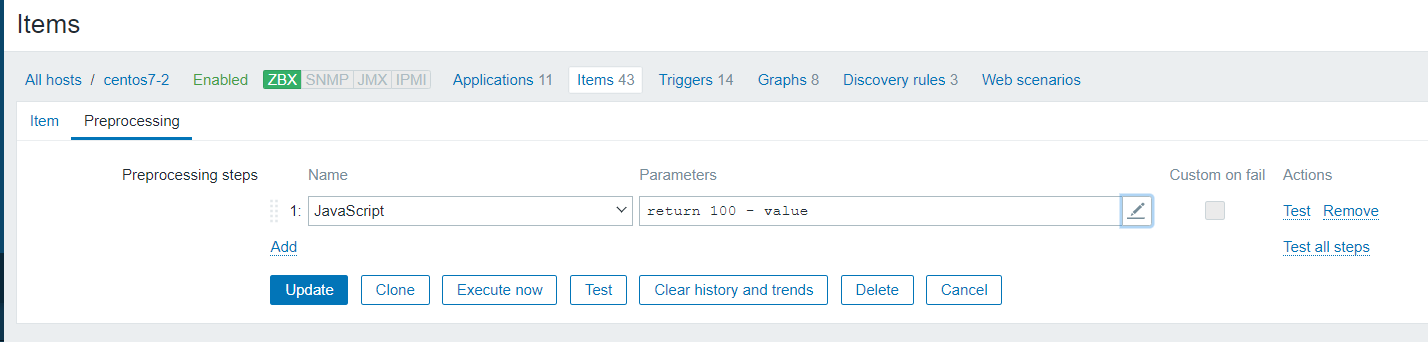 Items
All hosts / centos7-2 Enabled ZBX SNMP JMX IPMI Applications 11 Items 43 Triggers 14 Graphs 8 Discovery rules 3 Web scenarios
Item Preprocessing
Preprocessing steps Name Parameters Custom on fail Actions
1: JavaScript return 100 - value Test Remove
Add Test all steps
Update Clone Execute now Test Clear history and trends Delete Cancel